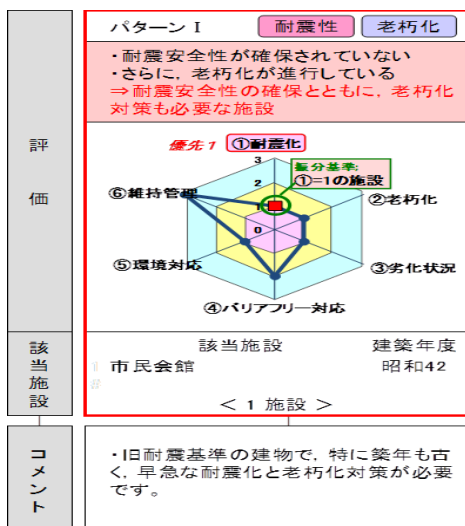 パターンⅠ 耐震性 老朽化
・耐震安全性が確保されていない
・さらに，老朽化が進行している
⇒耐震安全性の確保とともに，老朽化
対策も必要な施設
評価
優先1 ①耐震化
振分基準;
①=1の施設
3
2
1
0
②老朽化
③劣化状況
④バリアフリー対応
⑤環境対応
⑥維持管理
該当施設
該当施設 建築年度
市民会館 昭和42
＜ 1 施設 ＞
コメント
・旧耐震基準の建物で，特に築年も古
く，早急な耐震化と老朽化対策が必要
です。